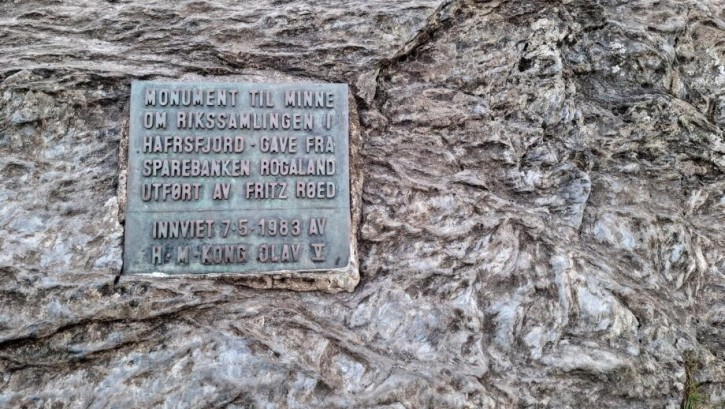 MONUMENT TIL MINNE
OM RIKSSAMLINGEN I
HAFRSFJORD - GAVE FRA
SPAREBANKEN ROGALAND
UTFØRT AV FRITZ RØED
INNVIET 7·5·1983 AV
H·M·KONG OLAV V